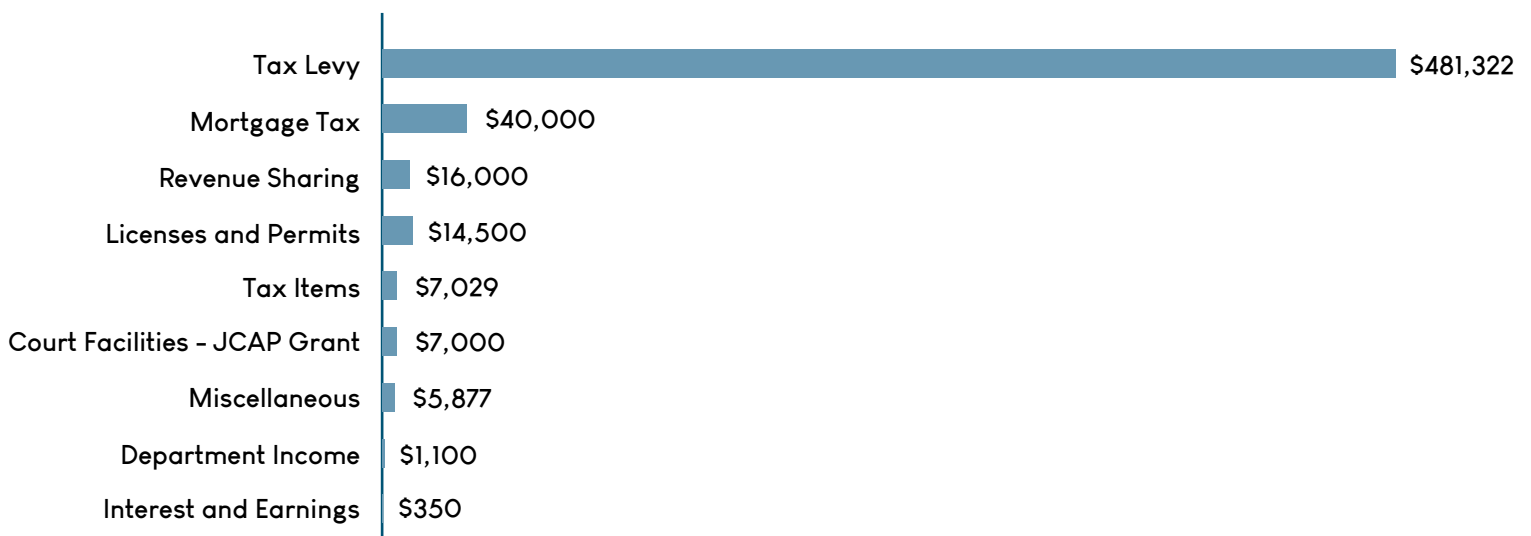 Tax Levy $481,322
Mortgage Tax $40,000
Revenue Sharing $16,000
Licenses and Permits $14,500
Tax Items $7,029
Court Facilities - JCAP Grant $7,000
Miscellaneous $5,877
Department Income $1,100
Interest and Earnings $350